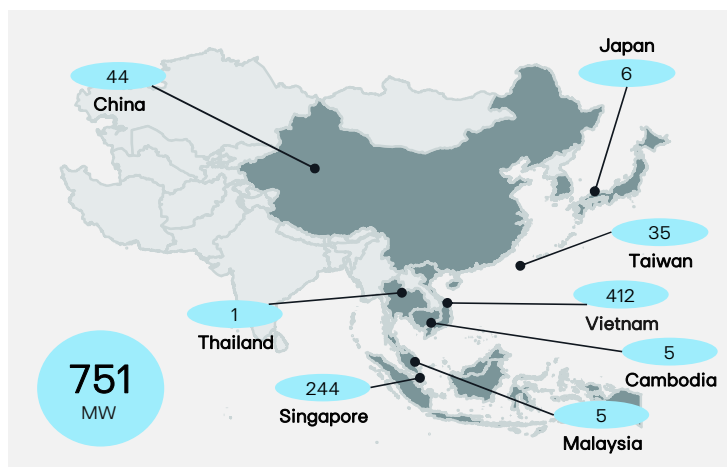 Japan
6
44
China
35
Taiwan
412
Vietnam
1
Thailand
5
Cambodia
751
MW
244
Singapore
5
Malaysia